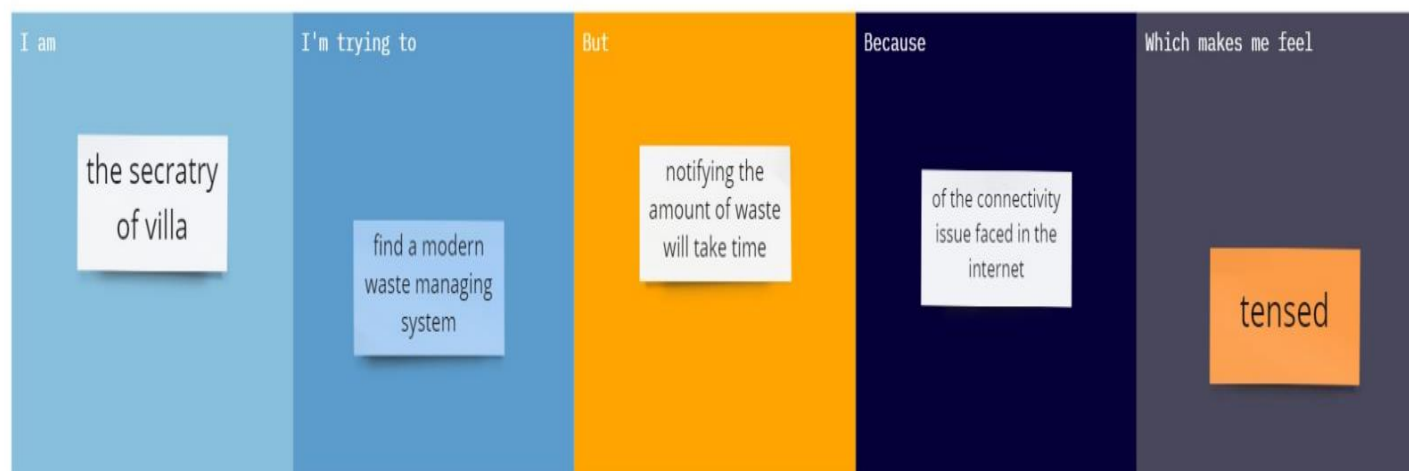 I am
the secratry
of villa
I'm trying to
find a modern
waste managing
system
But
notifying the
amount of waste
will take time
Because
of the connectivity
issue faced in the
internet
Which makes me feel
tensed